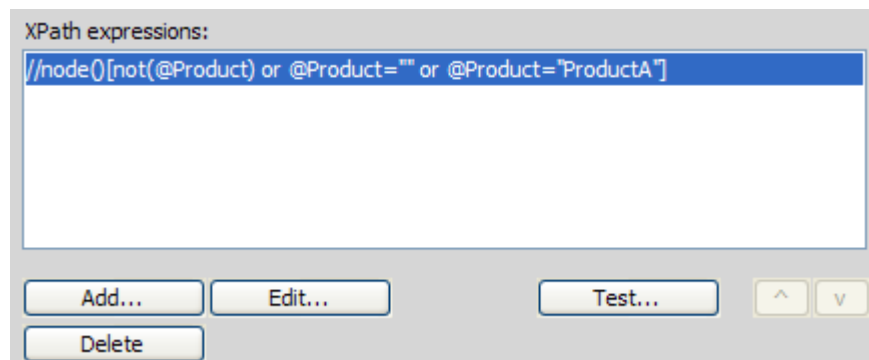 XPath expressions:
//node()[not(@Product) or @Product="" or @Product="ProductA"]
Add... Edit... Test... ^ v
Delete